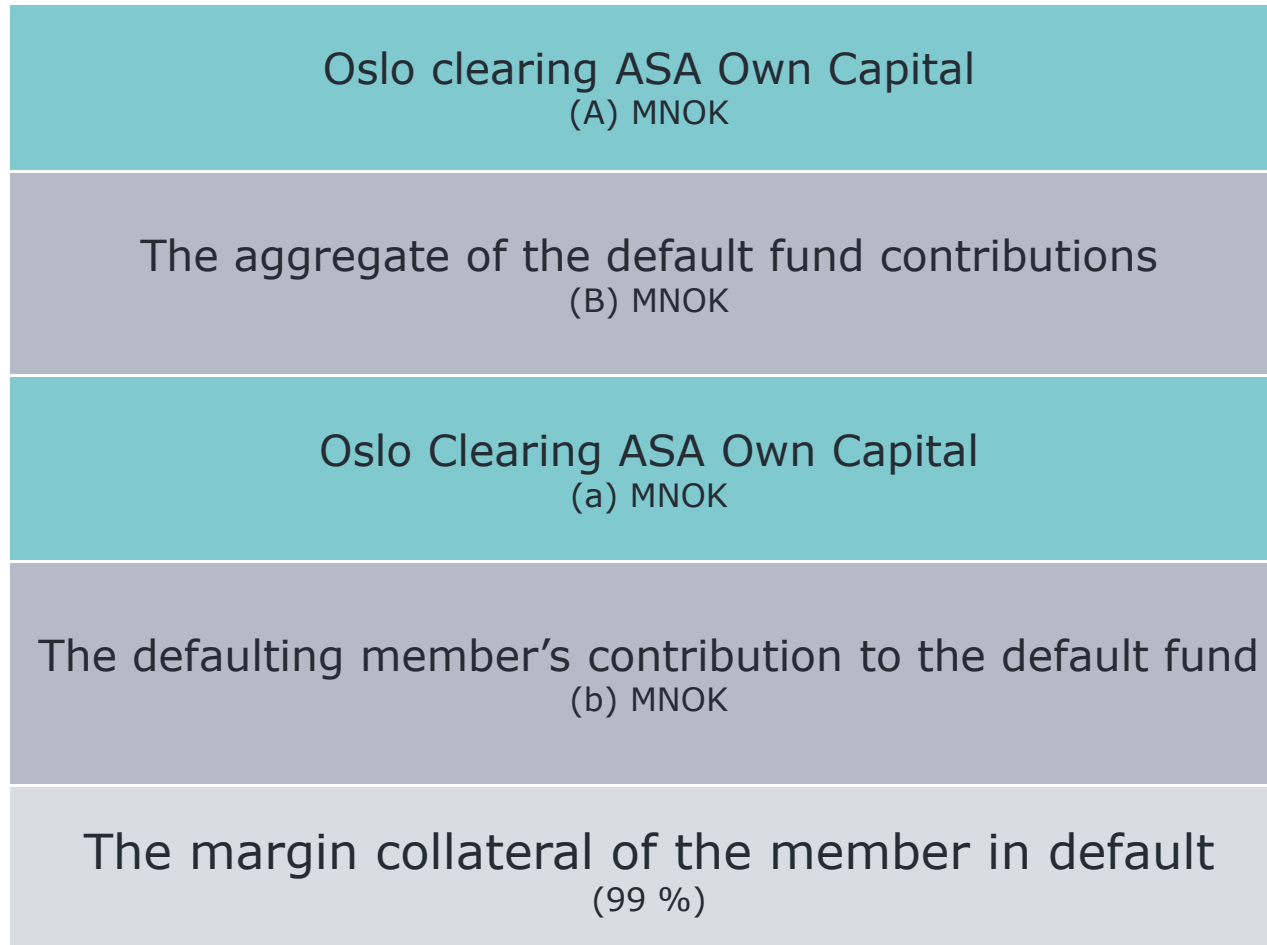 Oslo clearing ASA Own Capital
(A) MNOK
The aggregate of the default fund contributions
(B) MNOK
Oslo Clearing ASA Own Capital
(a) MNOK
The defaulting member’s contribution to the default fund
(b) MNOK
The margin collateral of the member in default
(99 %)